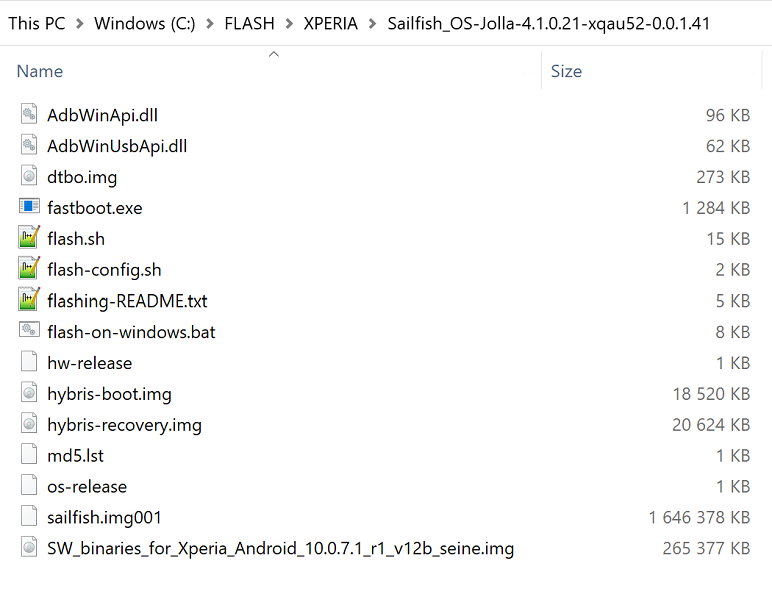 This PC > Windows (C:) > FLASH > XPERIA > Sailfish_OS-Jolla-4.1.0.21-xqau52-0.0.1.41
Name Size
AdbWinApi.dll 96 KB
AdbWinUsbApi.dll 62 KB
dtbo.img 273 KB
fastboot.exe 1 284 KB
flash.sh 15 KB
flash-config.sh 2 KB
flashing-README.txt 5 KB
flash-on-windows.bat 8 KB
hw-release 1 KB
hybris-boot.img 18 520 KB
hybris-recovery.img 20 624 KB
md5.lst 1 KB
os-release 1 KB
sailfish.img001 1 646 378 KB
SW_binaries_for_Xperia_Android_10.0.7.1_r1_v12b_seine.img 265 377 KB